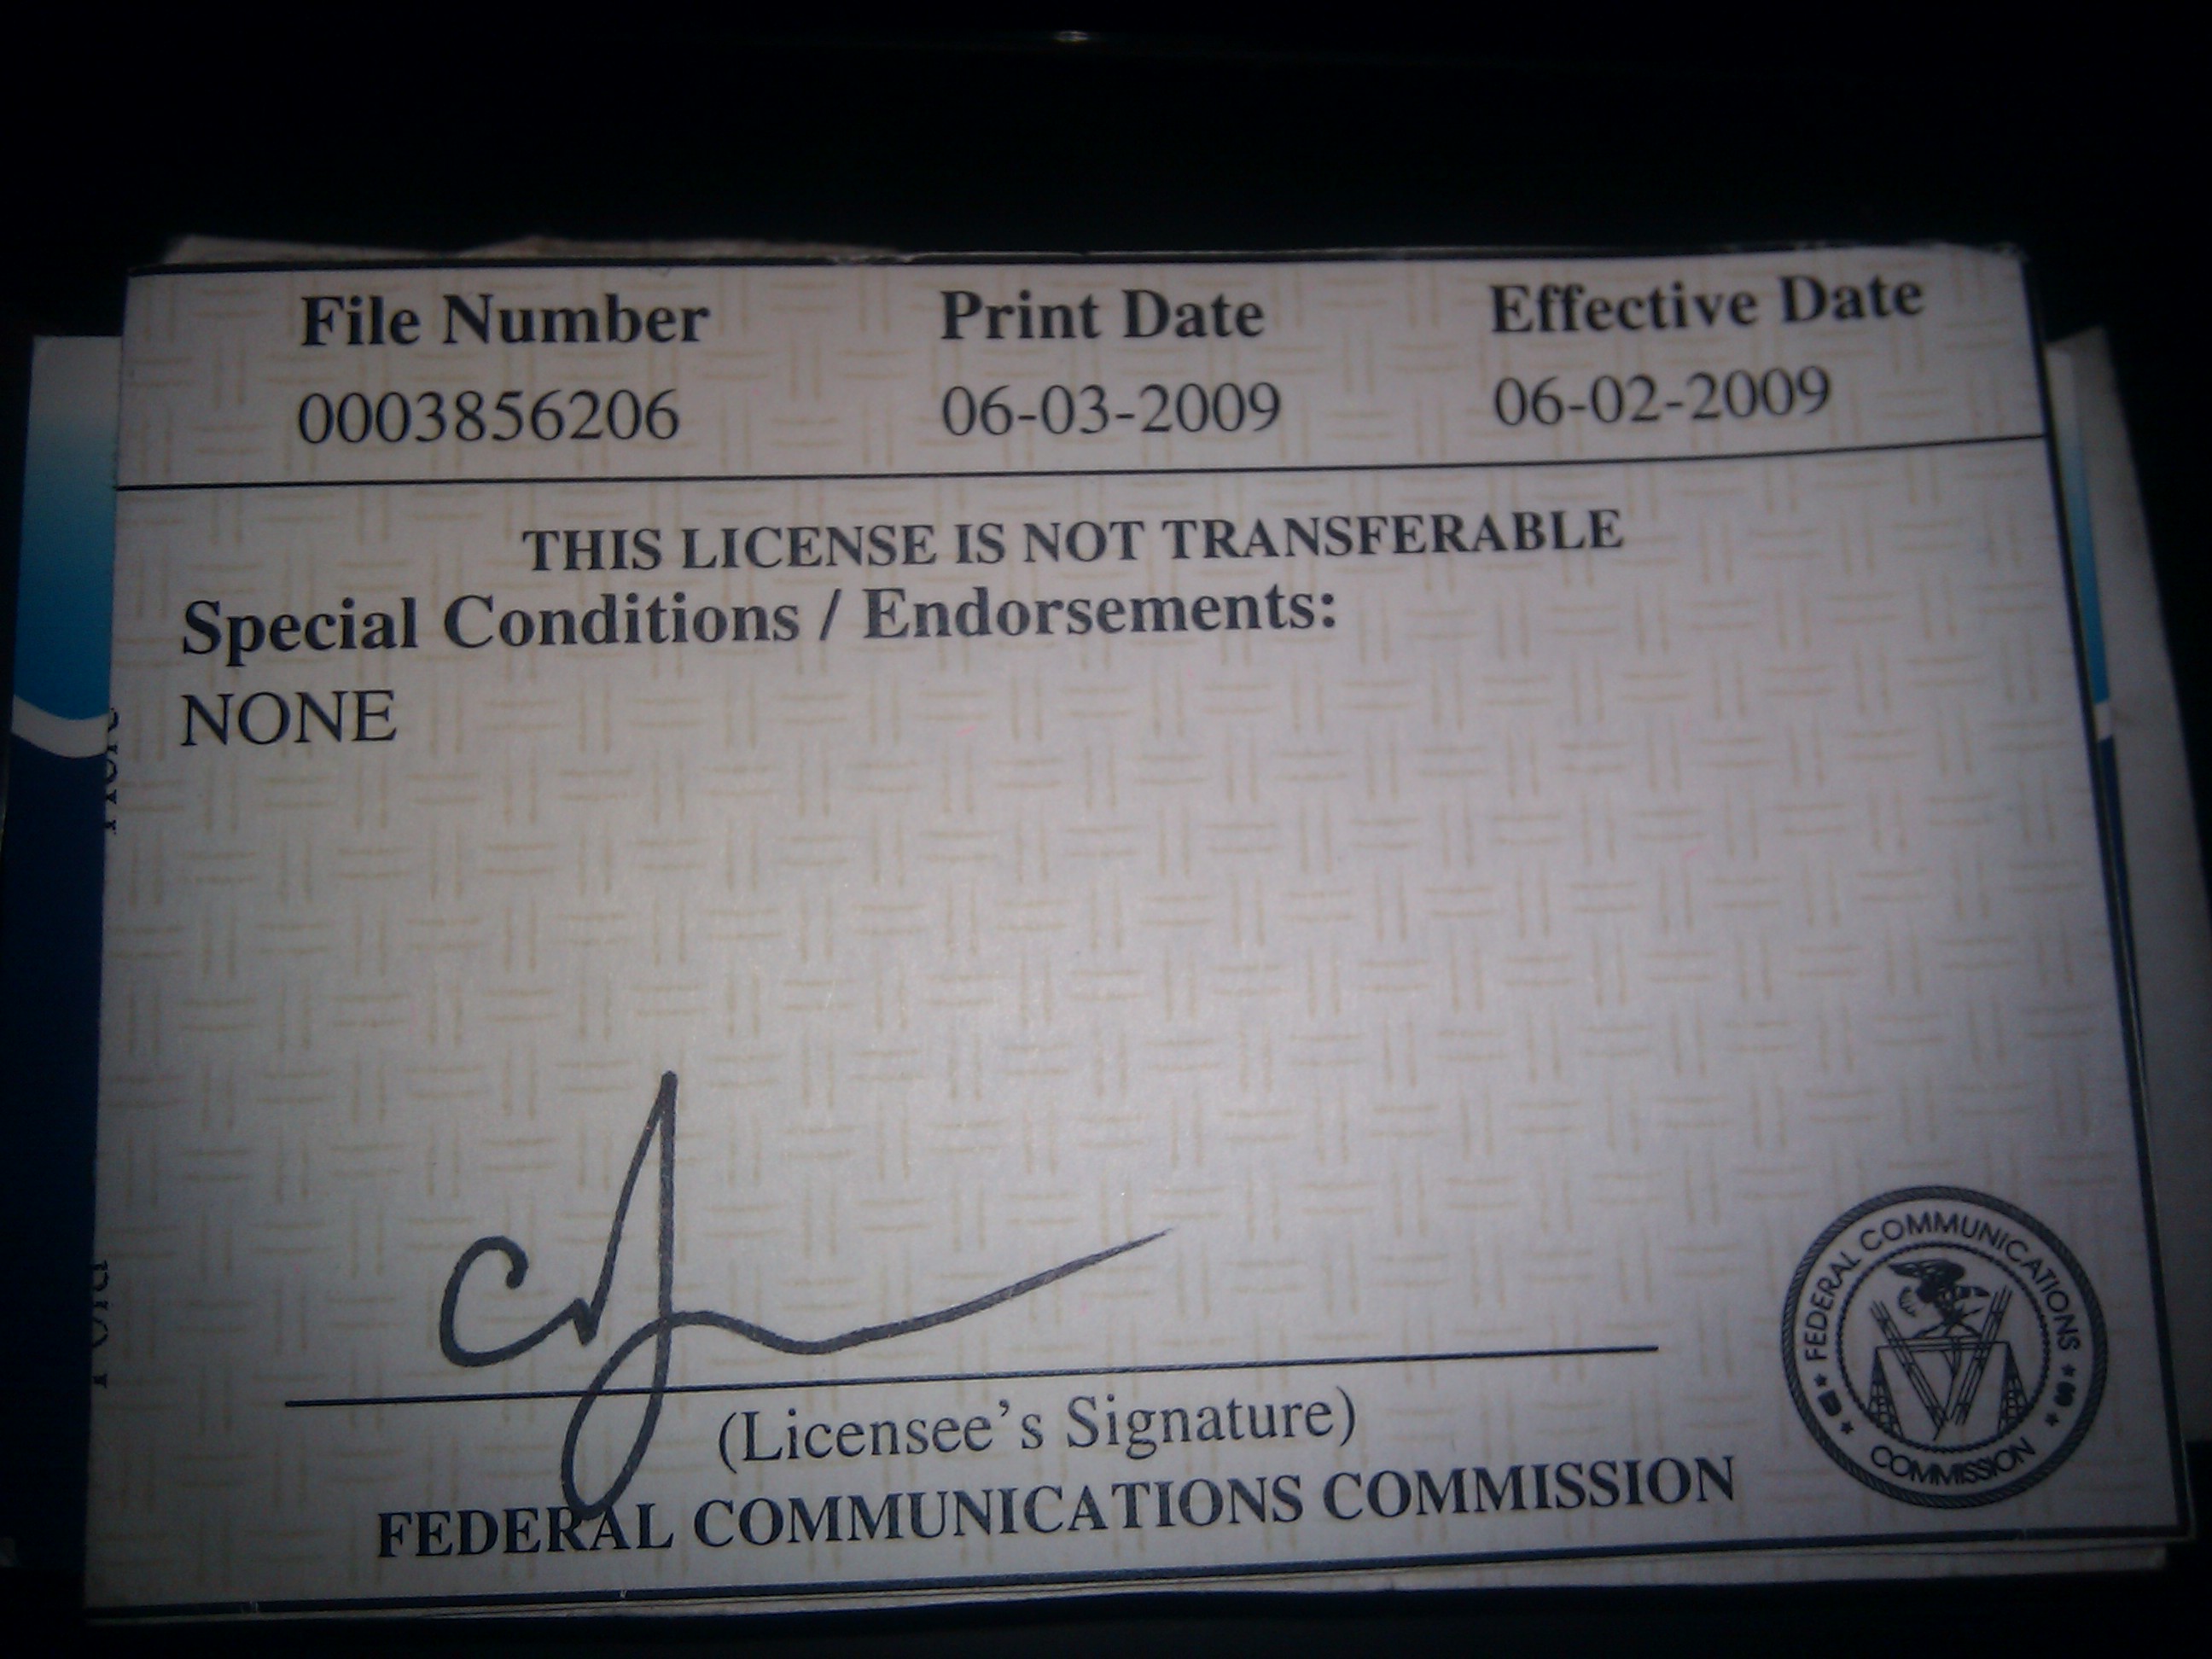 File Number Print Date Effective Date
0003856206 06-03-2009 06-02-2009
THIS LICENSE IS NOT TRANSFERABLE
Special Conditions / Endorsements:
NONE
(Licensee's Signature)
FEDERAL COMMUNICATIONS COMMISSION
FEDERAL COMMUNICATIONS
COMMISSION